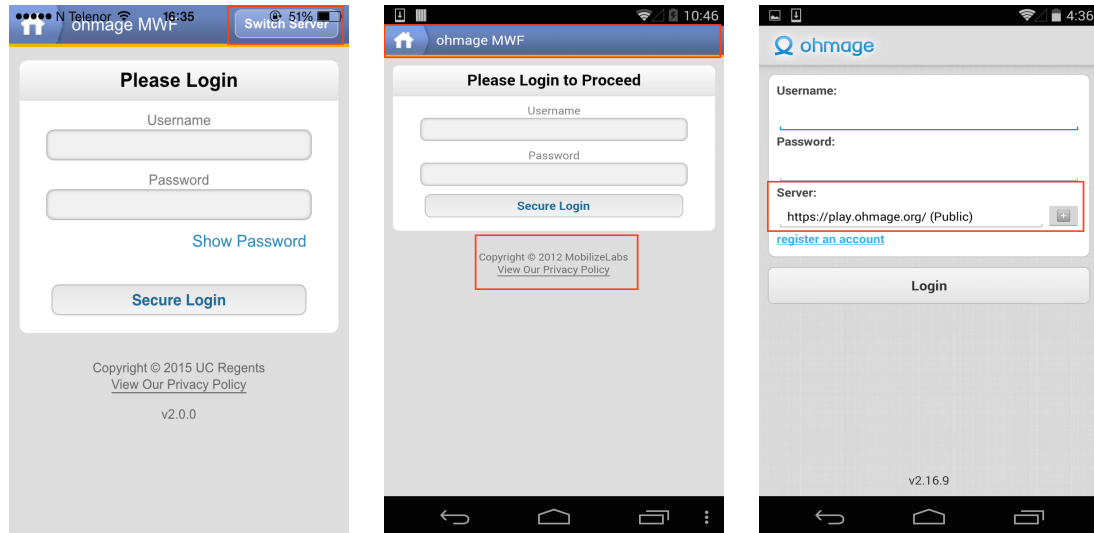 N Telenor 16:35 51%
ohmage MWF Switch Server
Please Login
Username
Password
Show Password
Secure Login
Copyright © 2015 UC Regents
View Our Privacy Policy
v2.0.0
10:46
ohmage MWF
Please Login to Proceed
Username
Password
Secure Login
Copyright © 2012 MobilizeLabs
View Our Privacy Policy
4:36
ohmage
Username:
Password:
Server:
https://play.ohmage.org/ (Public)
register an account
Login
v2.16.9